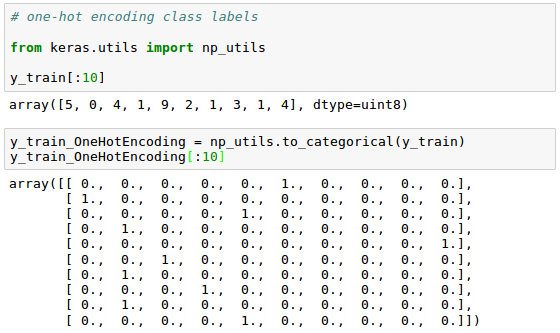 # one-hot encoding class labels
from keras.utils import np_utils
y_train[:10]
array([5, 0, 4, 1, 9, 2, 1, 3, 1, 4], dtype=uint8)
y_train_OneHotEncoding = np_utils.to_categorical(y_train)
y_train_OneHotEncoding[:10]
array([[ 0., 0., 0., 0., 0., 1., 0., 0., 0., 0.],
[ 1., 0., 0., 0., 0., 0., 0., 0., 0., 0.],
[ 0., 0., 0., 0., 1., 0., 0., 0., 0., 0.],
[ 0., 1., 0., 0., 0., 0., 0., 0., 0., 0.],
[ 0., 0., 0., 0., 0., 0., 0., 0., 0., 1.],
[ 0., 0., 1., 0., 0., 0., 0., 0., 0., 0.],
[ 0., 1., 0., 0., 0., 0., 0., 0., 0., 0.],
[ 0., 0., 0., 1., 0., 0., 0., 0., 0., 0.],
[ 0., 1., 0., 0., 0., 0., 0., 0., 0., 0.],
[ 0., 0., 0., 0., 1., 0., 0., 0., 0., 0.]])